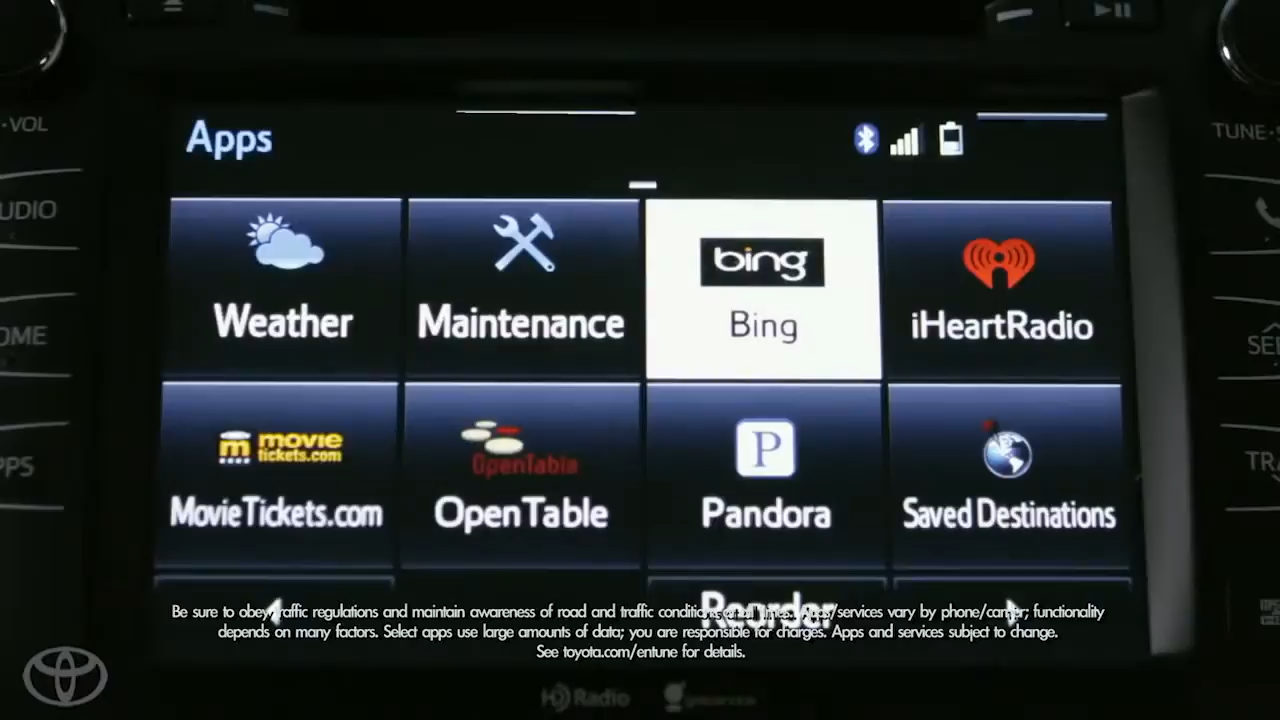 VOL
TUNE
UDIO
OME
PPS
SE
TRA
Apps
Weather
Maintenance
bing
Bing
iHeartRadio
movie
tickets.com
MovieTickets.com
OpenTable
OpenTable
P
Pandora
Saved Destinations
Reorder
Be sure to obey traffic regulations and maintain awareness of road and traffic conditions at all times. Apps/services vary by phone/carrier; functionality
depends on many factors. Select apps use large amounts of data; you are responsible for charges. Apps and services subject to change.
See toyota.com/entune for details.
HD Radio